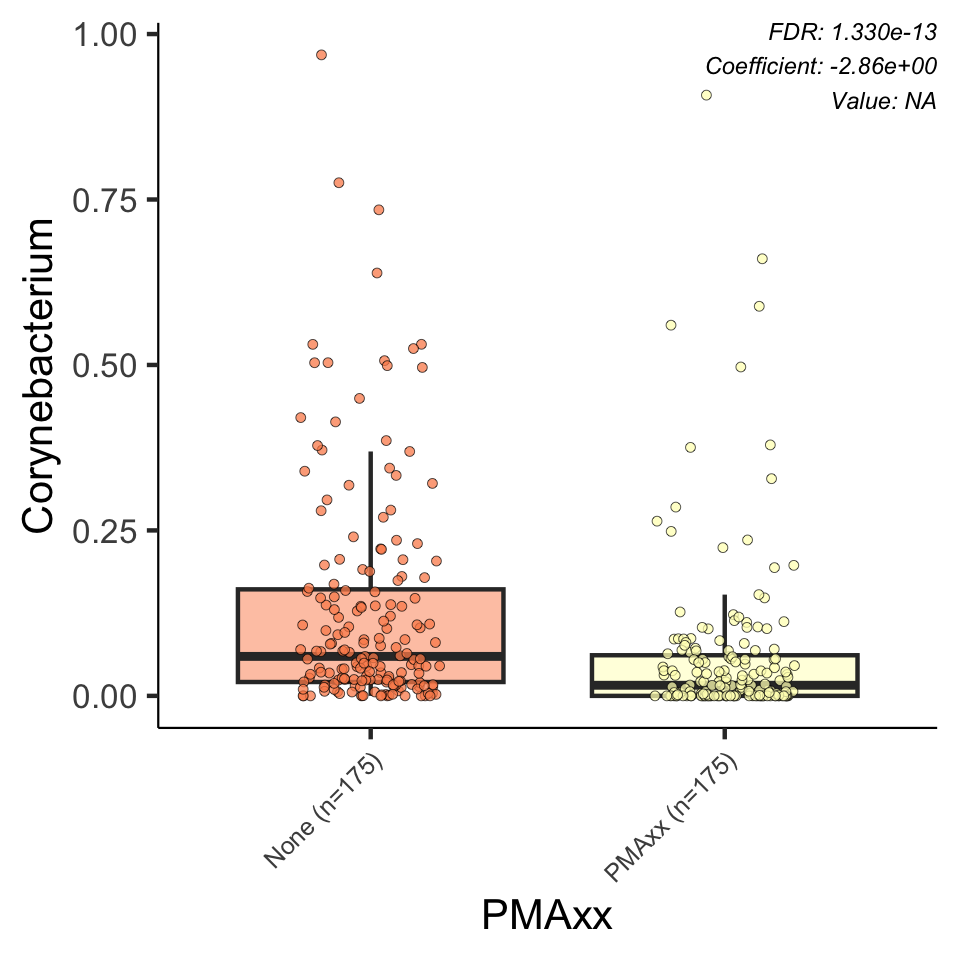 FDR: 1.330e-13
Coefficient: -2.86e+00
Value: NA
Corynebacterium
1.00
0.75
0.50
0.25
0.00
None (n=175)
PMAxx (n=175)
PMAxx